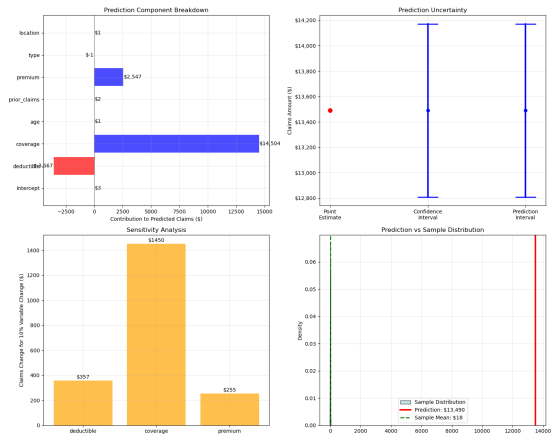 Prediction Component Breakdown
location
type
premium
prior_claims
age
coverage
deductible
intercept
$1
$-1
$2,547
$2
$1
$14,504
$3
−2500 0 2500 5000 7500 10000 12500 15000
Contribution to Predicted Claims ($)
Prediction Uncertainty
Claims Amount ($)
$14,200
$14,000
$13,800
$13,600
$13,400
$13,200
$13,000
$12,800
Point Confidence Prediction
Estimate Interval Interval
Sensitivity Analysis
Claims Change for 10% Variable Change ($)
1400
1200
1000
800
600
400
200
0
$357
$1450
$255
deductible coverage premium
Prediction vs Sample Distribution
Density
0.06
0.05
0.04
0.03
0.02
0.01
0.00
Sample Distribution
Prediction: $13,490
Sample Mean: $18
0 2000 4000 6000 8000 10000 12000 14000